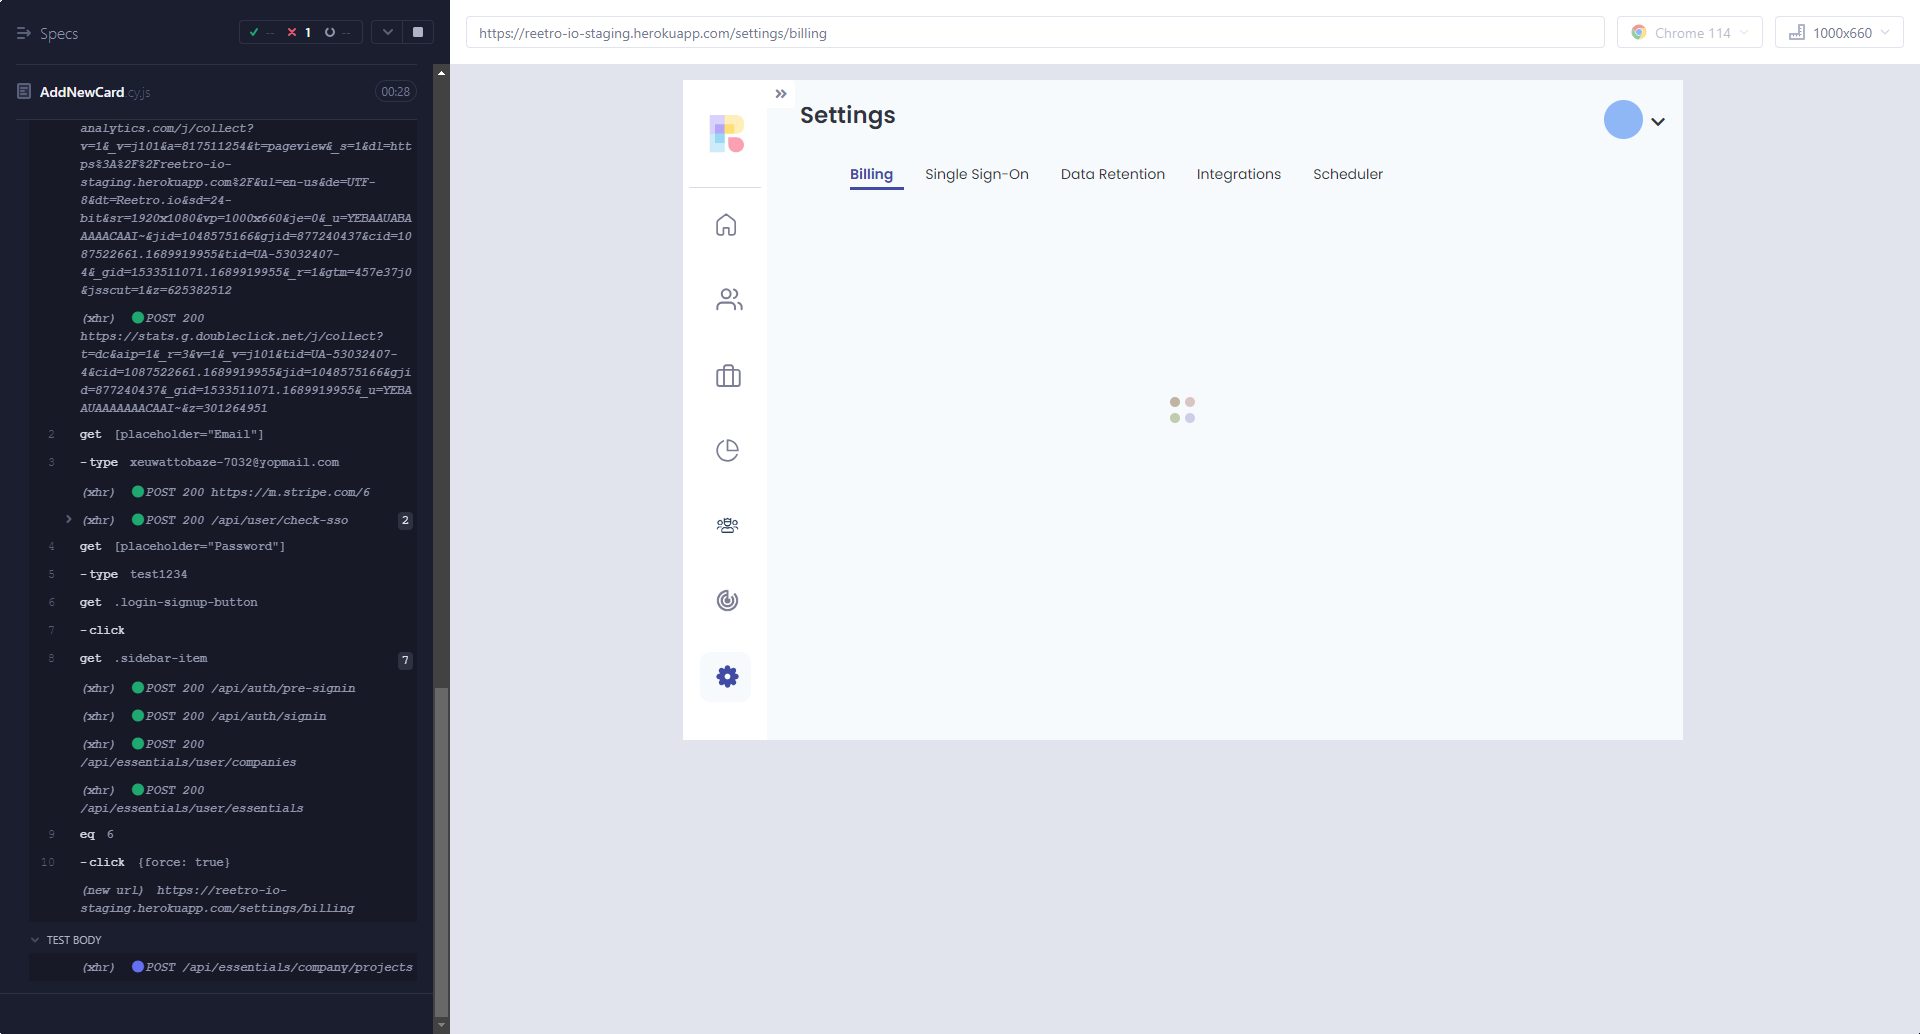 Specs
-- 1 --
AddNewCard.cy.js 00:28
analytics.com/j/collect?
v=1&_v=j101&a=817511254&t=pageview&_s=1&dl=htt
ps%3A%2F%2Freetro-io-
staging.herokuapp.com%2F&ul=en-us&de=UTF-
8&dt=Reetro.io&sd=24-
bit&sr=1920x1080&vp=1000x660&je=0&_u=YEBAAUABA
AAAACAAI~&jid=1048575166&gjid=877240437&cid=10
87522661.1689919955&tid=UA-53032407-
4&_gid=1533511071.1689919955&_r=1&gtm=457e37j0
&jsscut=1&z=625382512
(xhr) POST 200
https://stats.g.doubleclick.net/j/collect?
t=dc&aip=1&_r=3&v=1&_v=j101&tid=UA-53032407-
4&cid=1087522661.1689919955&jid=1048575166&gji
d=877240437&_gid=1533511071.1689919955&_u=YEBA
AUAAAAAAACAAI~&z=301264951
2 get [placeholder="Email"]
3 -type xeuwattobaze-7032@yopmail.com
(xhr) POST 200 https://m.stripe.com/6
(xhr) POST 200 /api/user/check-sso 2
4 get [placeholder="Password"]
5 -type test1234
6 get .login-signup-button
7 -click
8 get .sidebar-item 7
(xhr) POST 200 /api/auth/pre-signin
(xhr) POST 200 /api/auth/signin
(xhr) POST 200
/api/essentials/user/companies
(xhr) POST 200
/api/essentials/user/essentials
9 eq 6
10 -click {force: true}
(new url) https://reetro-io-
staging.herokuapp.com/settings/billing
TEST BODY
(xhr) POST /api/essentials/company/projects
https://reetro-io-staging.herokuapp.com/settings/billing
Chrome 114
1000x660
Settings
Billing
Single Sign-On
Data Retention
Integrations
Scheduler